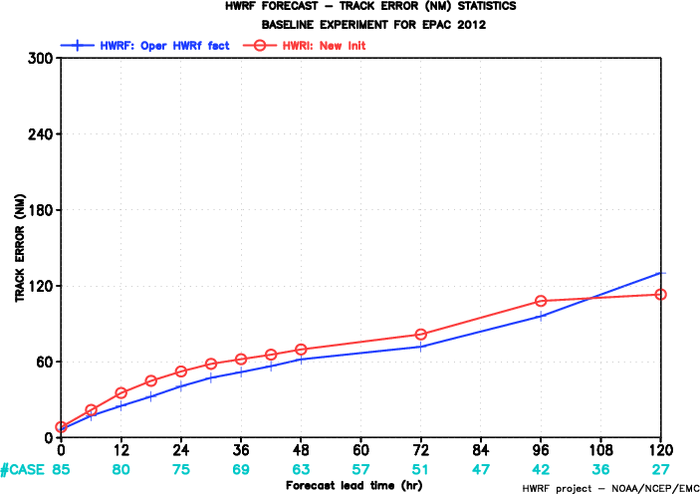 HWRF FORECAST – TRACK ERROR (NM) STATISTICS
BASELINE EXPERIMENT FOR EPAC 2012
HWRF: Oper HWRf fact HWRI: New Init
300
240
180
120
60
0
TRACK ERROR (NM)
0 12 24 36 48 60 72 84 96 108 120
#CASE 85 80 75 69 63 57 51 47 42 36 27
Forecast lead time (hr)
HWRF project – NOAA/NCEP/EMC